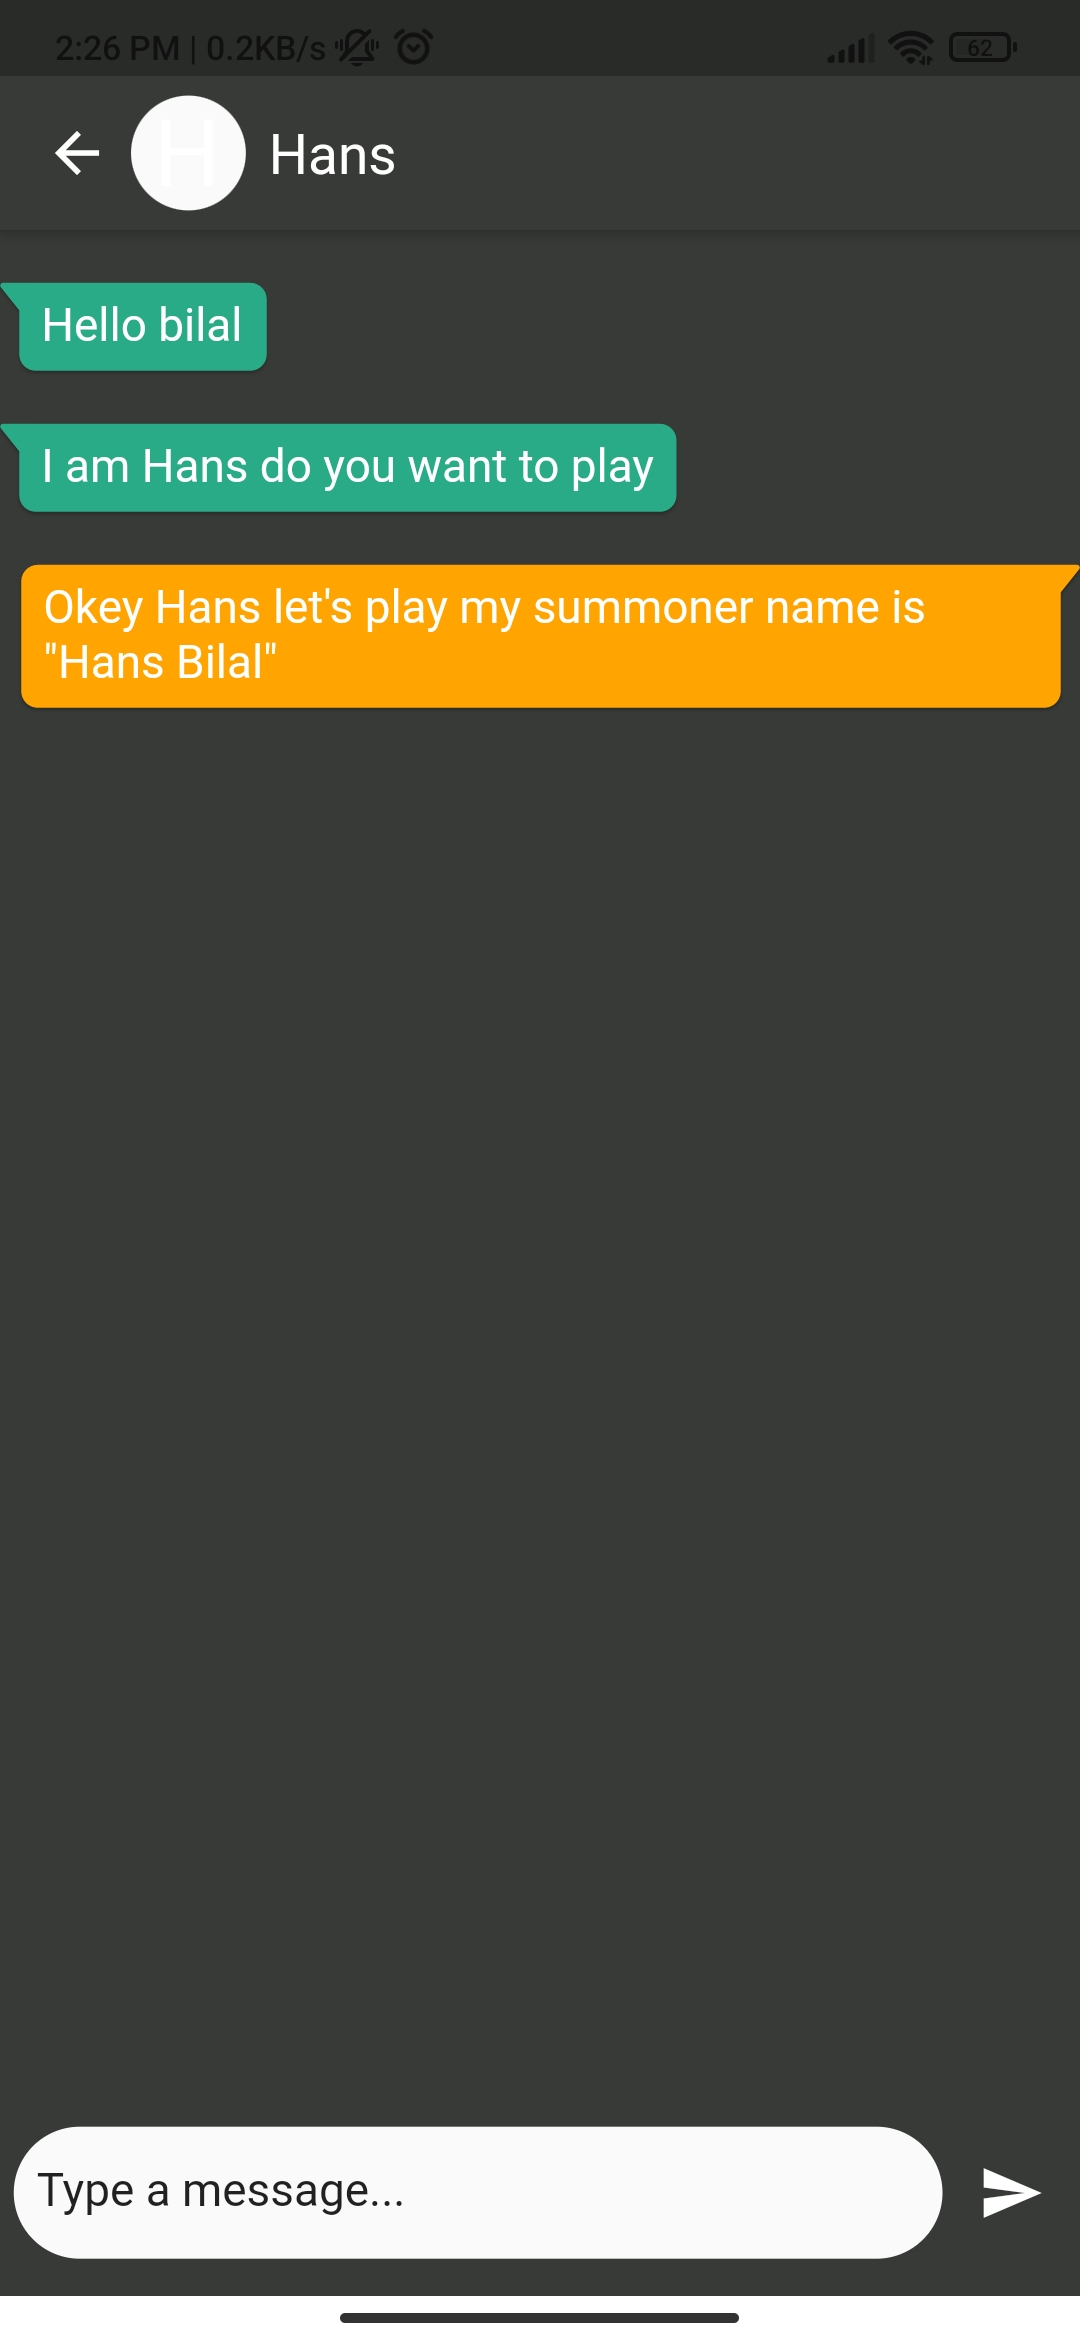 2:26 PM | 0.2KB/s
62
H
Hans
Hello bilal
I am Hans do you want to play
Okey Hans let's play my summoner name is
"Hans Bilal"
Type a message...